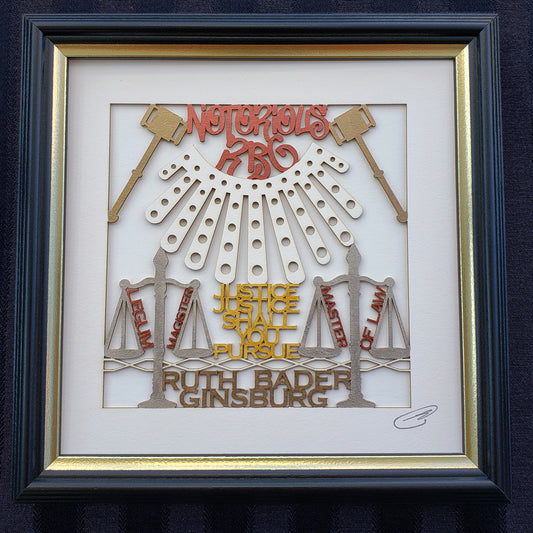 NOTORIOUS
RBG
JUSTICE
JUSTICE
SHALL
YOU
PURSUE
LEGUM
MAGISTER
MASTER
OF LAW
RUTH BADER
GINSBURG